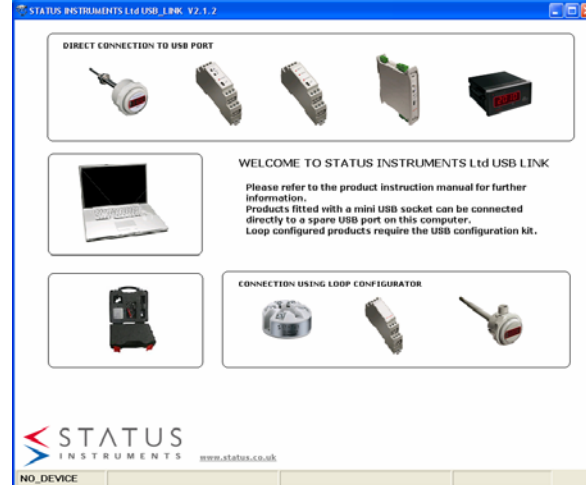 STATUS INSTRUMENTS Ltd USB_LINK V2.1.2
DIRECT CONNECTION TO USB PORT
WELCOME TO STATUS INSTRUMENTS Ltd USB LINK
Please refer to the product instruction manual for further
information.
Products fitted with a mini USB socket can be connected
directly to a spare USB port on this computer.
Loop configured products require the USB configuration kit.
CONNECTION USING LOOP CONFIGURATOR
STATUS
INSTRUMENTS
www.status.co.uk
NO_DEVICE